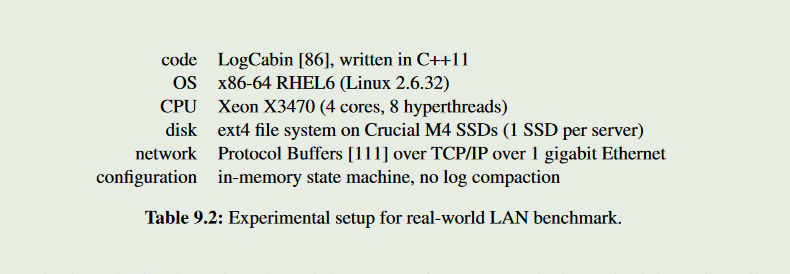 code LogCabin [86], written in C++11
OS x86-64 RHEL6 (Linux 2.6.32)
CPU Xeon X3470 (4 cores, 8 hyperthreads)
disk ext4 file system on Crucial M4 SSDs (1 SSD per server)
network Protocol Buffers [111] over TCP/IP over 1 gigabit Ethernet
configuration in-memory state machine, no log compaction
Table 9.2: Experimental setup for real-world LAN benchmark.